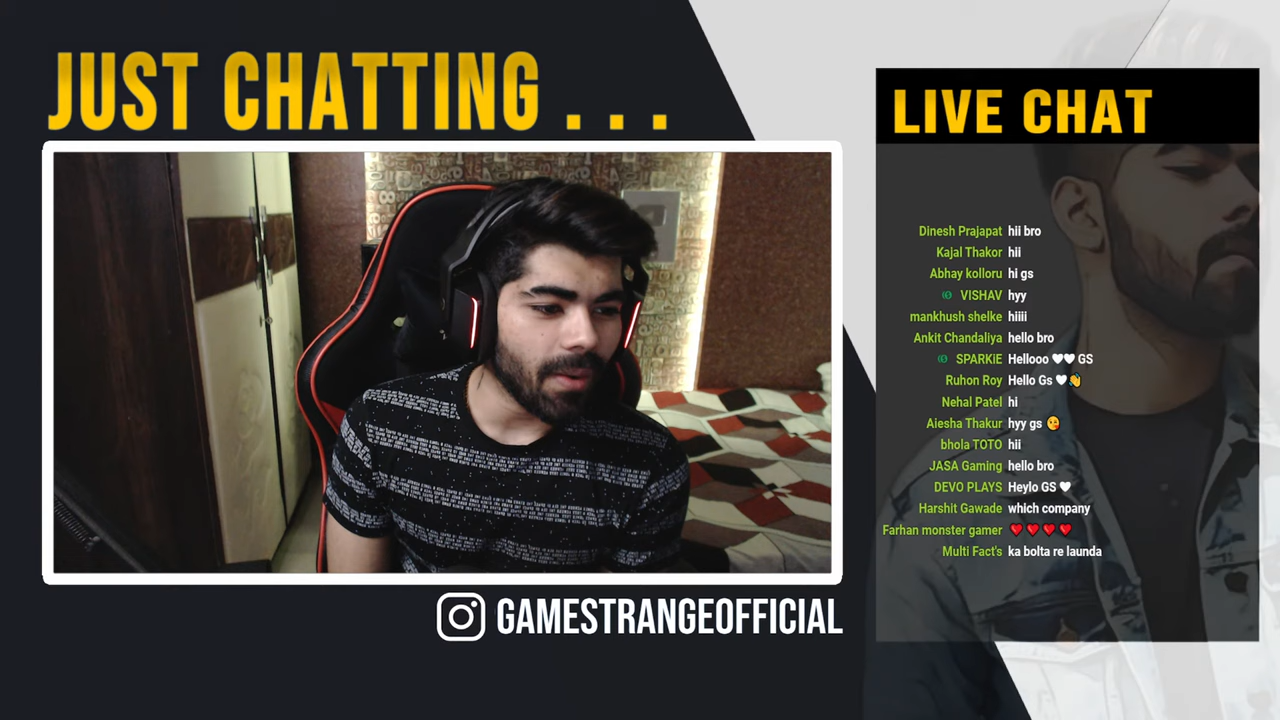 JUST CHATTING . . .
LIVE CHAT
Dinesh Prajapat hii bro
Kajal Thakor hii
Abhay kolloru hi gs
VISHAV hyy
mankhush shelke hiiii
Ankit Chandaliya hello bro
SPARKIE Hellooo 🤍🤍 GS
Ruhon Roy Hello Gs 🤍👋
Nehal Patel hi
Aiesha Thakur hyy gs 😘
bhola TOTO hii
JASA Gaming hello bro
DEVO PLAYS Heylo GS 🤍
Harshit Gawade which company
Farhan monster gamer ♥️♥️♥️♥️
Multi Fact's ka bolta re launda
GAMESTRANGEOFFICIAL